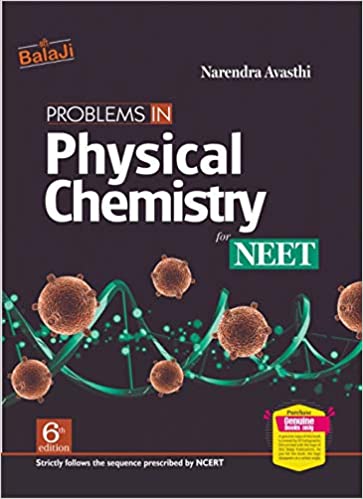 श्री
BalaJi
Narendra Avasthi
PROBLEMS IN
Physical
Chemistry
for NEET
6th
edition
Purchase
Genuine
Books only
Strictly follows the sequence prescribed by NCERT